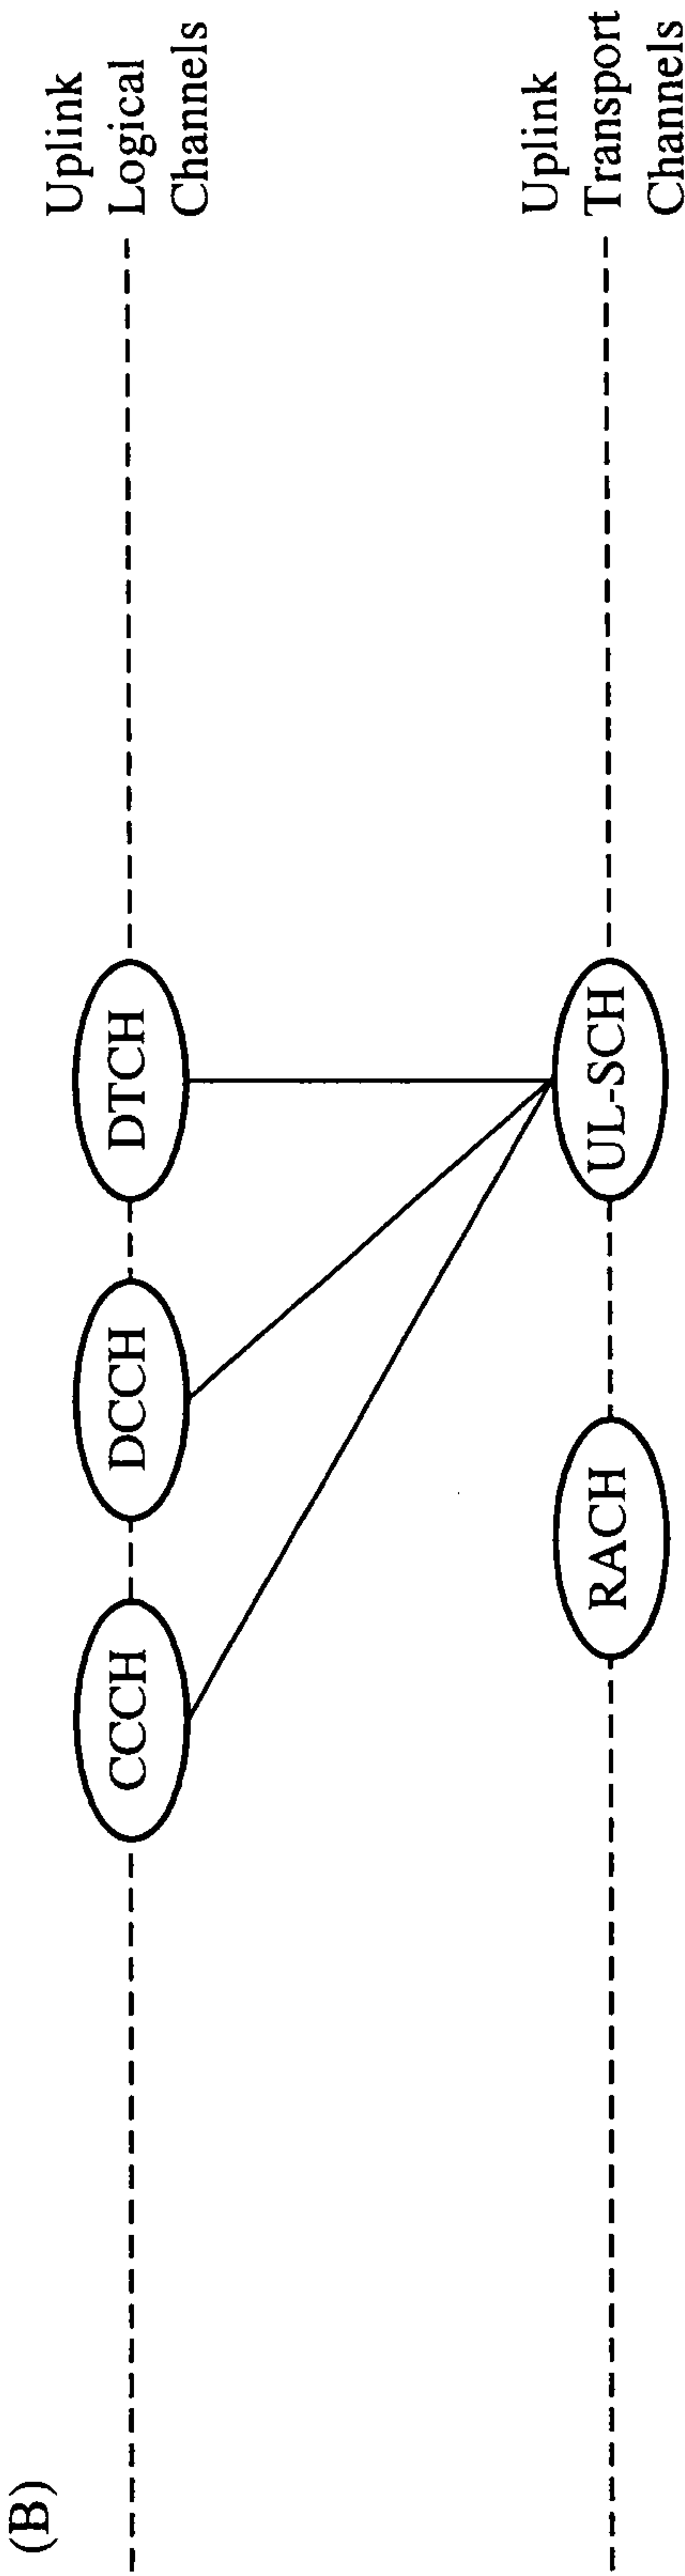 (B)
CCCH
DCCH
DTCH
Uplink
Logical
Channels
RACH
UL-SCH
Uplink
Transport
Channels